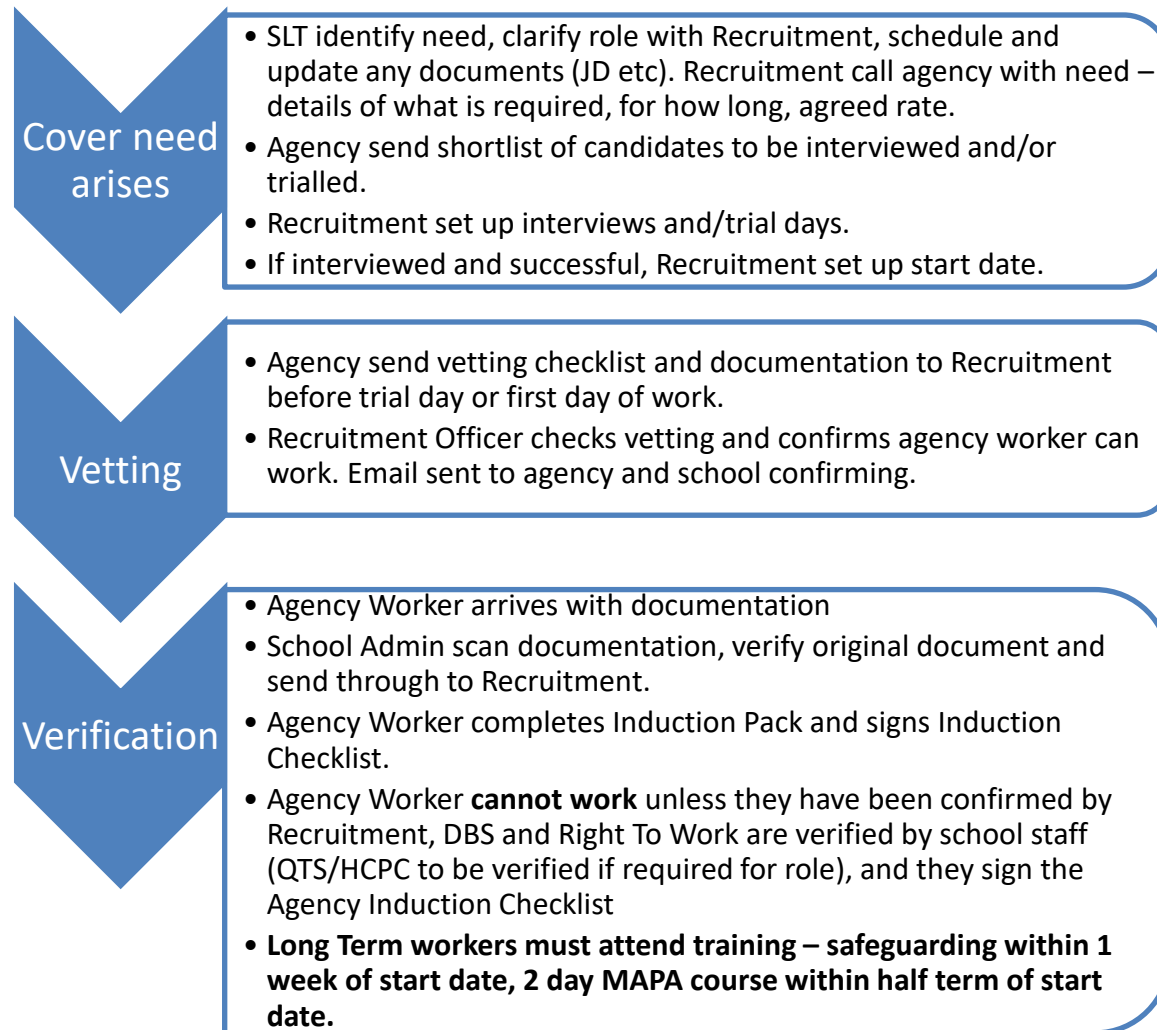 Cover need
arises
• SLT identify need, clarify role with Recruitment, schedule and
update any documents (JD etc). Recruitment call agency with need –
details of what is required, for how long, agreed rate.
• Agency send shortlist of candidates to be interviewed and/or
trialled.
• Recruitment set up interviews and/trial days.
• If interviewed and successful, Recruitment set up start date.
Vetting
• Agency send vetting checklist and documentation to Recruitment
before trial day or first day of work.
• Recruitment Officer checks vetting and confirms agency worker can
work. Email sent to agency and school confirming.
Verification
• Agency Worker arrives with documentation
• School Admin scan documentation, verify original document and
send through to Recruitment.
• Agency Worker completes Induction Pack and signs Induction
Checklist.
• Agency Worker cannot work unless they have been confirmed by
Recruitment, DBS and Right To Work are verified by school staff
(QTS/HCPC to be verified if required for role), and they sign the
Agency Induction Checklist
• Long Term workers must attend training – safeguarding within 1
week of start date, 2 day MAPA course within half term of start
date.